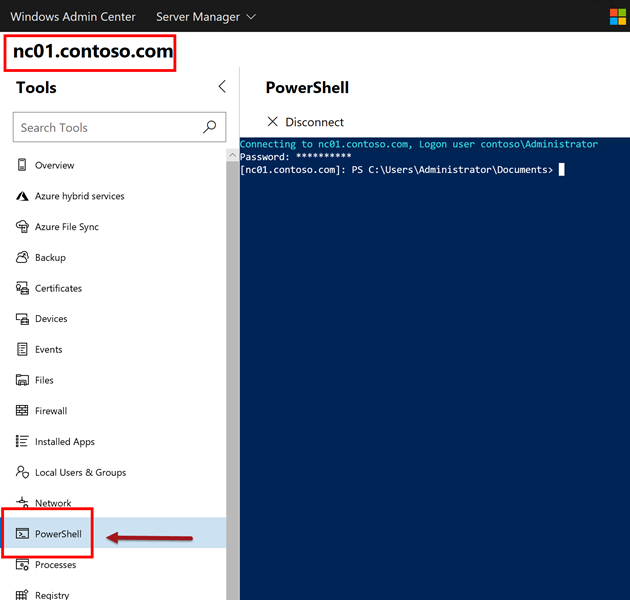 Windows Admin Center Server Manager
nc01.contoso.com
Tools
Search Tools
Overview
Azure hybrid services
Azure File Sync
Backup
Certificates
Devices
Events
Files
Firewall
Installed Apps
Local Users & Groups
Network
PowerShell
Processes
Registry
PowerShell
Disconnect
Connecting to nc01.contoso.com, Logon user contoso\Administrator
Password: **********
[nc01.contoso.com]: PS C:\Users\Administrator\Documents>